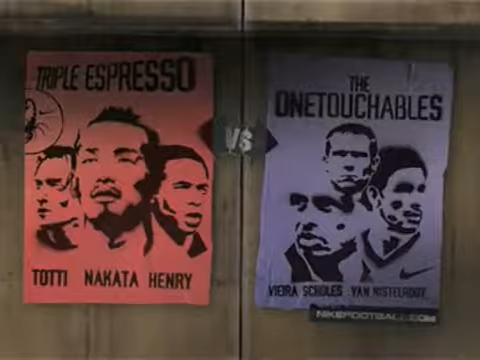 TRIPLE ESPRESSO
TOTTI NAKATA HENRY
VS
THE
ONETOUCHABLES
VIEIRA SCHOLES VAN NISTELROOY
NIKEFOOTBALL.COM